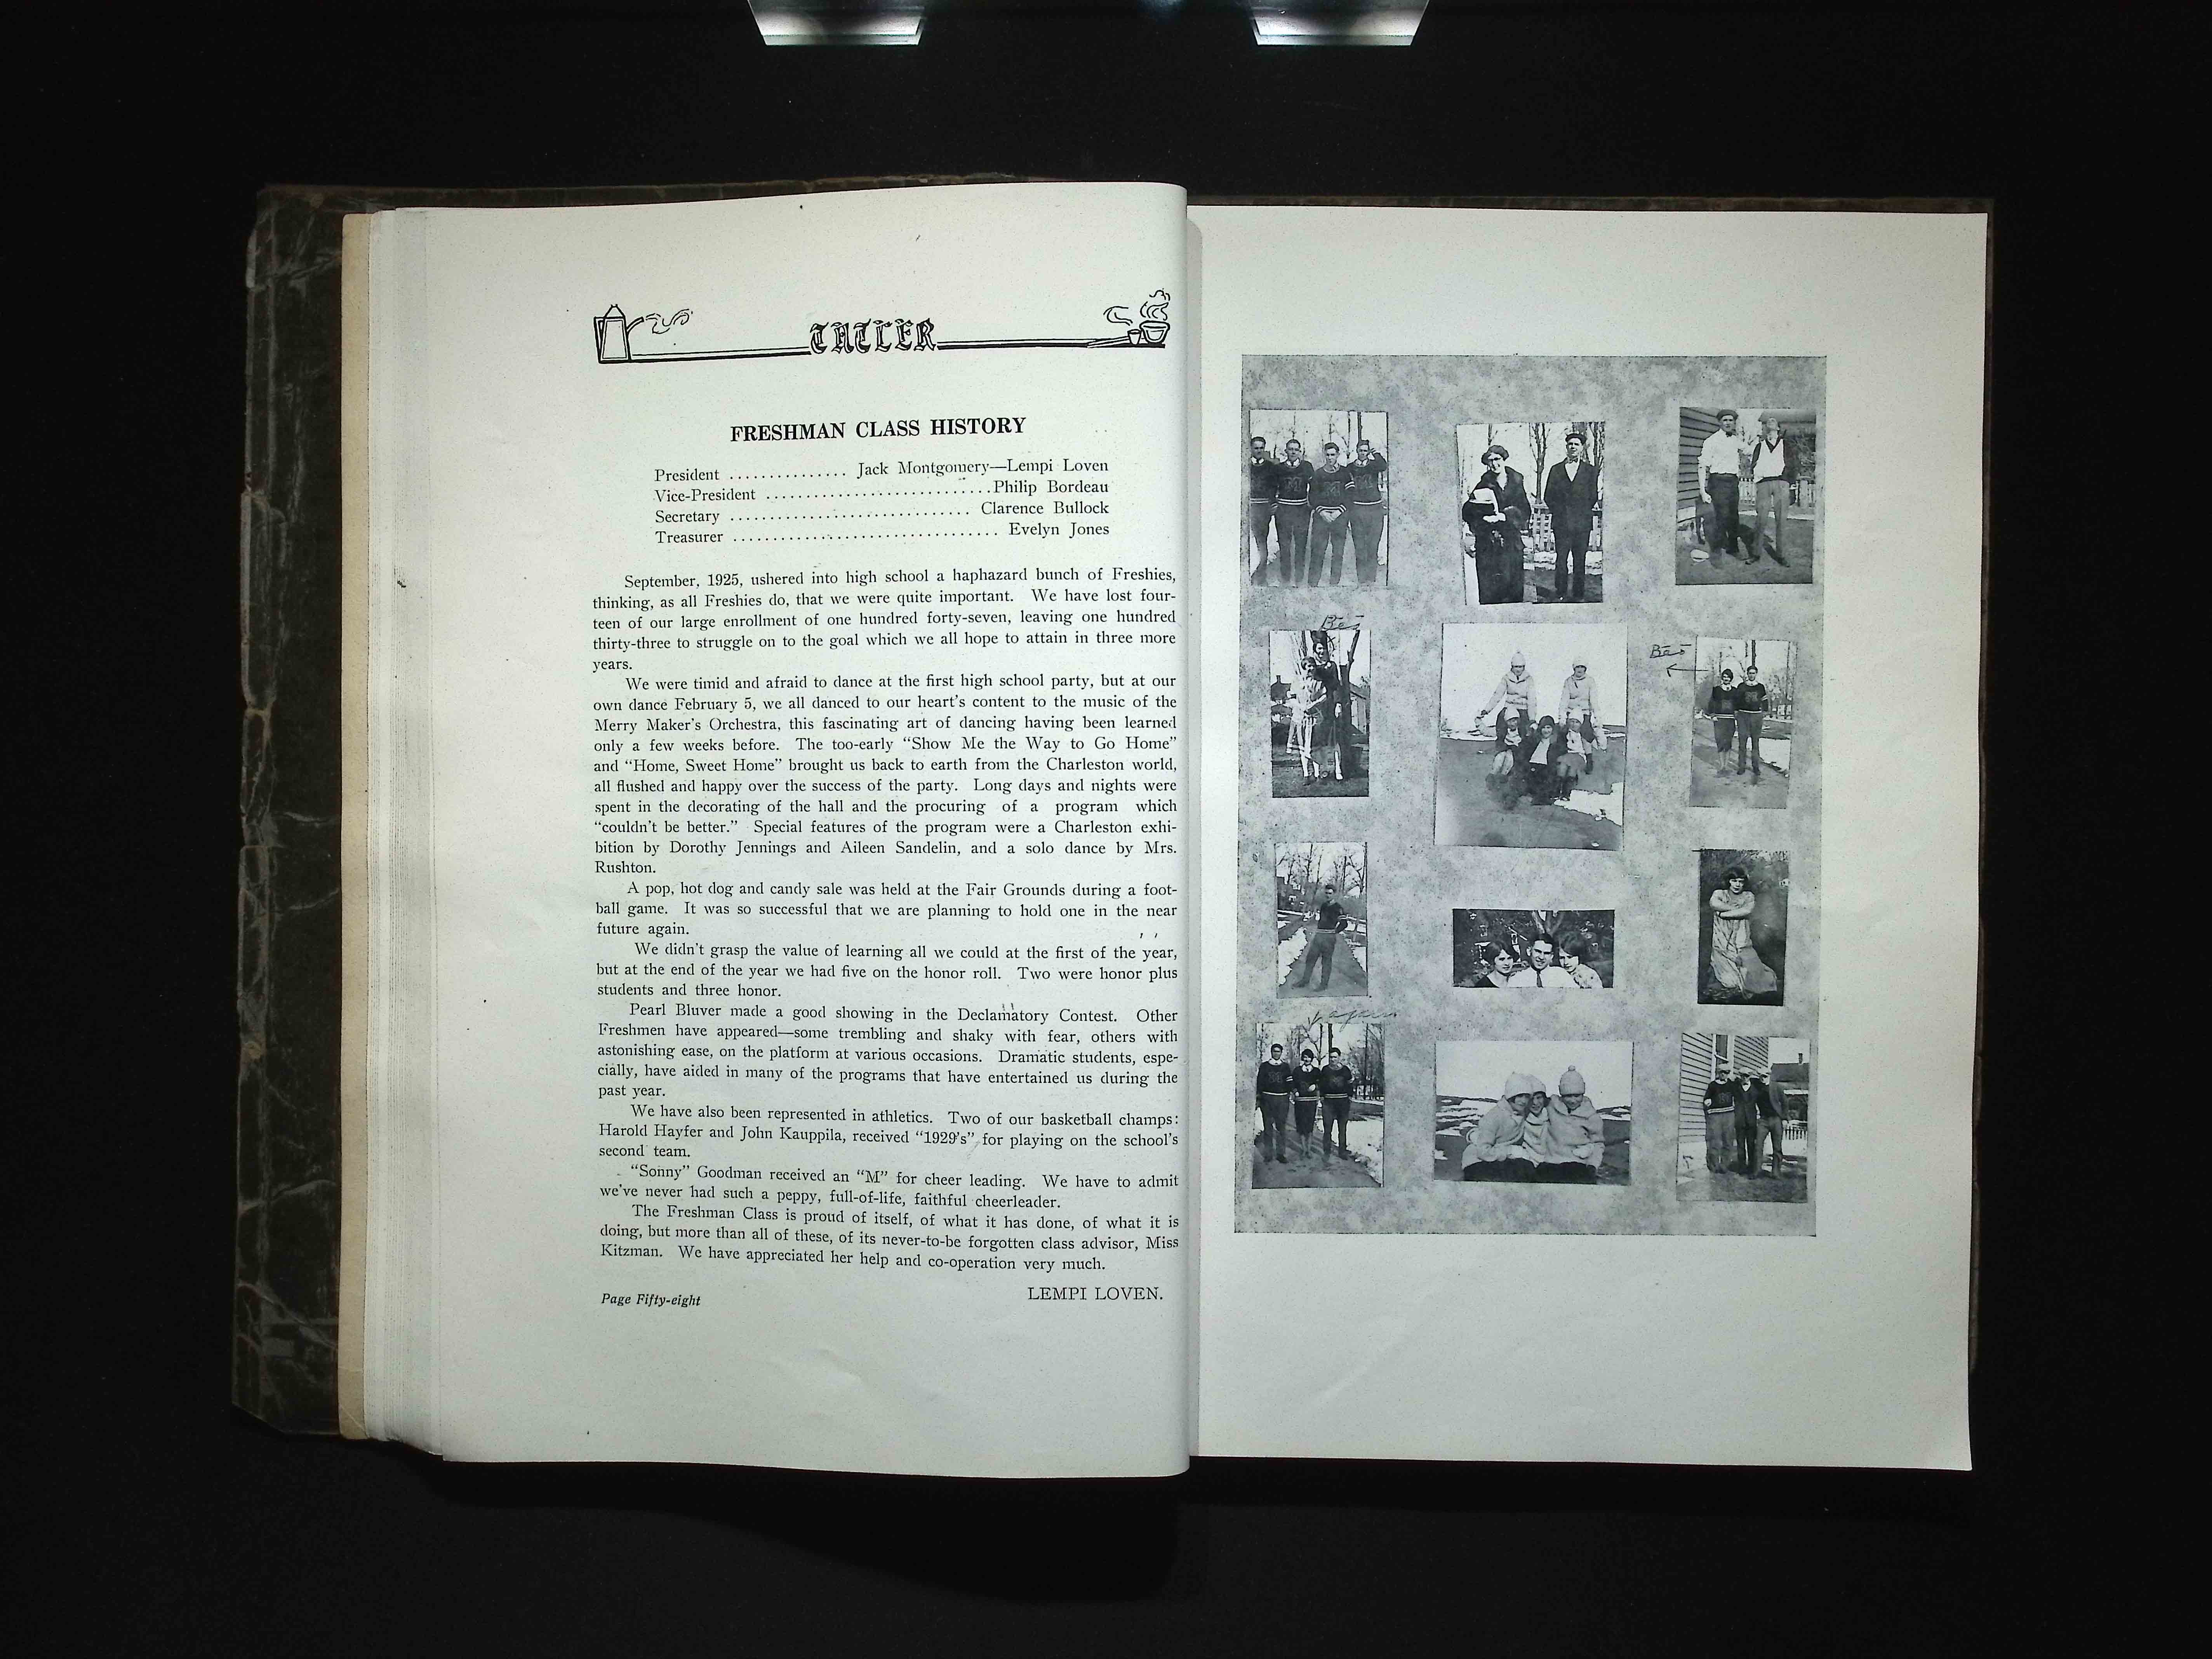 TATLER
FRESHMAN CLASS HISTORY
President ............... Jack Montgomery—Lempi Loven
Vice-President ............................Philip Bordeau
Secretary .............................. Clarence Bullock
Treasurer ................................. Evelyn Jones
September, 1925, ushered into high school a haphazard bunch of Freshies,
thinking, as all Freshies do, that we were quite important. We have lost four-
teen of our large enrollment of one hundred forty-seven, leaving one hundred
thirty-three to struggle on to the goal which we all hope to attain in three more
years.
We were timid and afraid to dance at the first high school party, but at our
own dance February 5, we all danced to our heart's content to the music of the
Merry Maker's Orchestra, this fascinating art of dancing having been learned
only a few weeks before. The too-early "Show Me the Way to Go Home"
and "Home, Sweet Home" brought us back to earth from the Charleston world,
all flushed and happy over the success of the party. Long days and nights were
spent in the decorating of the hall and the procuring of a program which
"couldn't be better." Special features of the program were a Charleston exhi-
bition by Dorothy Jennings and Aileen Sandelin, and a solo dance by Mrs.
Rushton.
A pop, hot dog and candy sale was held at the Fair Grounds during a foot-
ball game. It was so successful that we are planning to hold one in the near
future again.
We didn't grasp the value of learning all we could at the first of the year,
but at the end of the year we had five on the honor roll. Two were honor plus
students and three honor.
Pearl Bluver made a good showing in the Declamatory Contest. Other
Freshmen have appeared—some trembling and shaky with fear, others with
astonishing ease, on the platform at various occasions. Dramatic students, espe-
cially, have aided in many of the programs that have entertained us during the
past year.
We have also been represented in athletics. Two of our basketball champs:
Harold Hayfer and John Kauppila, received "1929's" for playing on the school's
second team.
"Sonny" Goodman received an "M" for cheer leading. We have to admit
we've never had such a peppy, full-of-life, faithful cheerleader.
The Freshman Class is proud of itself, of what it has done, of what it is
doing, but more than all of these, of its never-to-be forgotten class advisor, Miss
Kitzman. We have appreciated her help and co-operation very much.
LEMPI LOVEN.
Page Fifty-eight
Bes
Bes
again